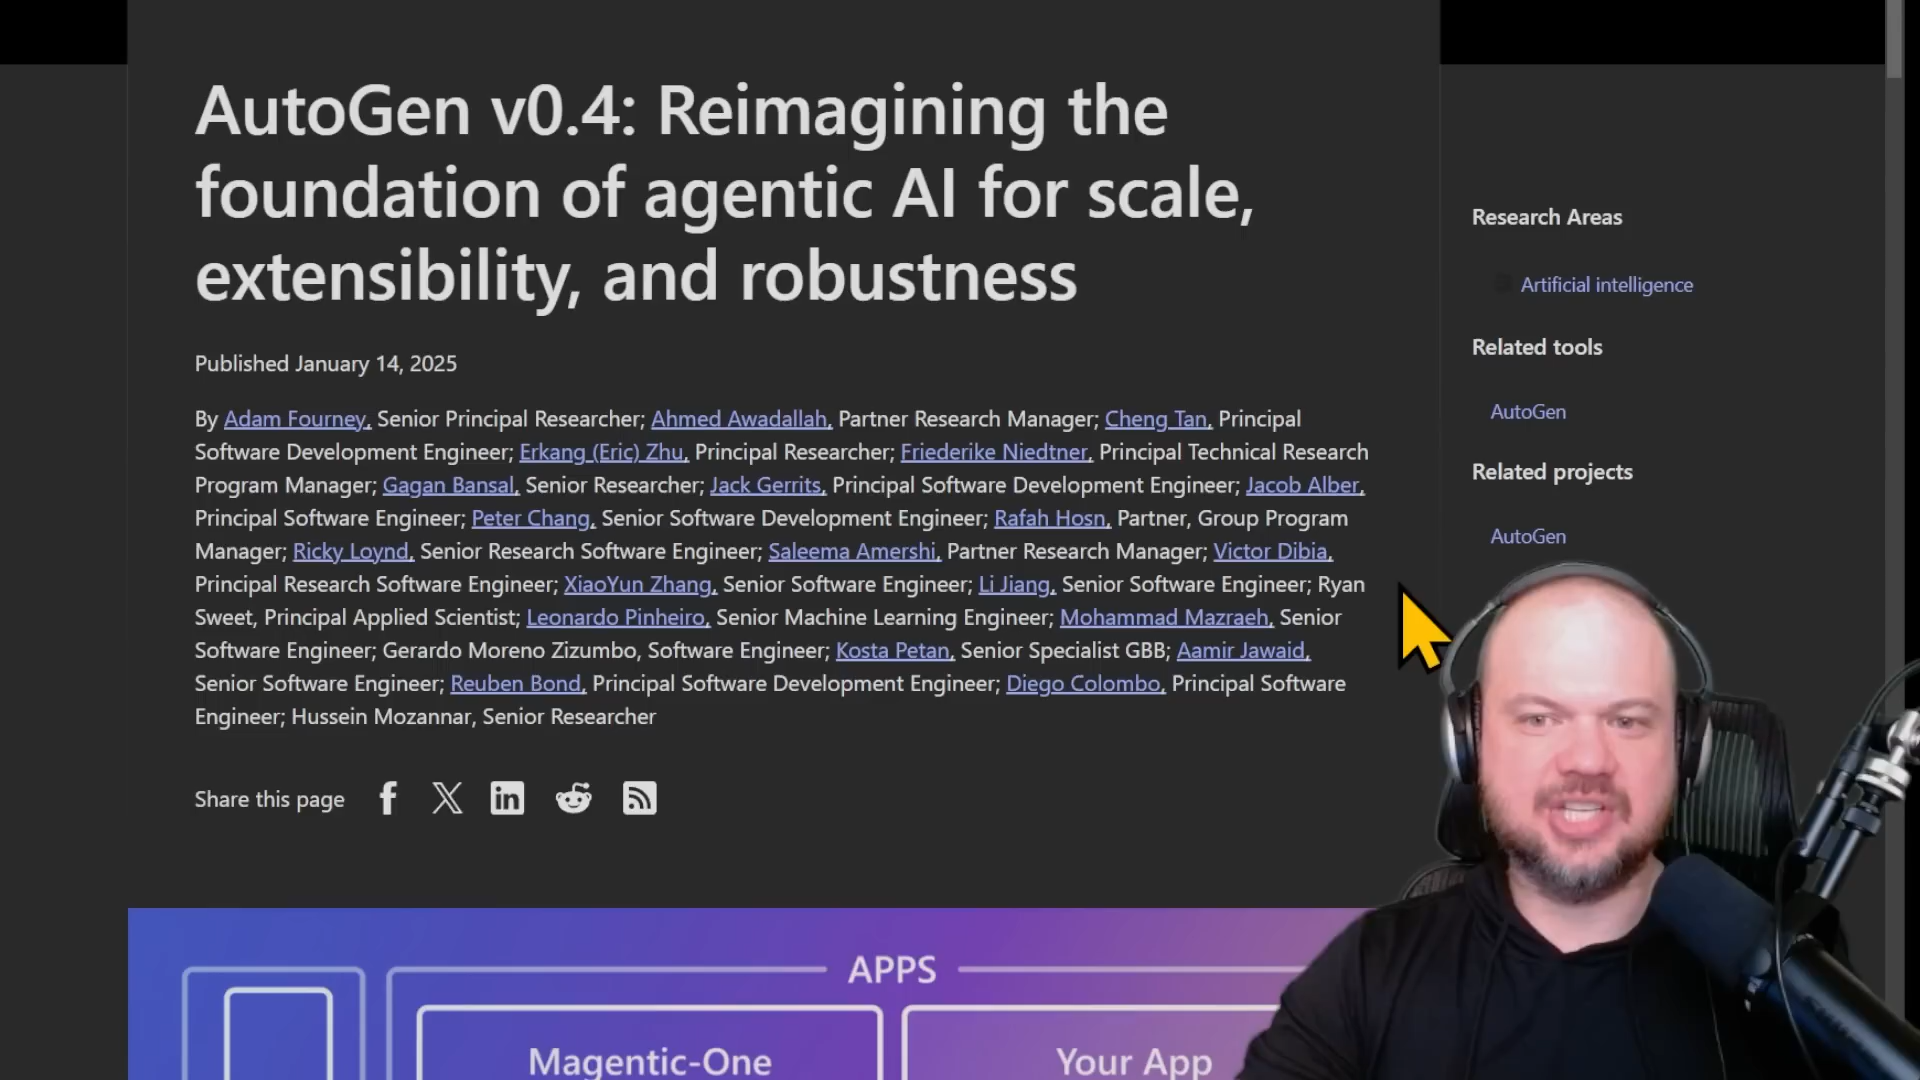 AutoGen v0.4: Reimagining the
foundation of agentic AI for scale,
extensibility, and robustness
Published January 14, 2025
By Adam Fourney, Senior Principal Researcher; Ahmed Awadallah, Partner Research Manager; Cheng Tan, Principal
Software Development Engineer; Erkang (Eric) Zhu, Principal Researcher; Friederike Niedtner, Principal Technical Research
Program Manager; Gagan Bansal, Senior Researcher; Jack Gerrits, Principal Software Development Engineer; Jacob Alber,
Principal Software Engineer; Peter Chang, Senior Software Development Engineer; Rafah Hosn, Partner, Group Program
Manager; Ricky Loynd, Senior Research Software Engineer; Saleema Amershi, Partner Research Manager; Victor Dibia,
Principal Research Software Engineer; XiaoYun Zhang, Senior Software Engineer; Li Jiang, Senior Software Engineer; Ryan
Sweet, Principal Applied Scientist; Leonardo Pinheiro, Senior Machine Learning Engineer; Mohammad Mazraeh, Senior
Software Engineer; Gerardo Moreno Zizumbo, Software Engineer; Kosta Petan, Senior Specialist GBB; Aamir Jawaid,
Senior Software Engineer; Reuben Bond, Principal Software Development Engineer; Diego Colombo, Principal Software
Engineer; Hussein Mozannar, Senior Researcher
Share this page
APPS
Magentic-One
Your App
Research Areas
Artificial intelligence
Related tools
AutoGen
Related projects
AutoGen